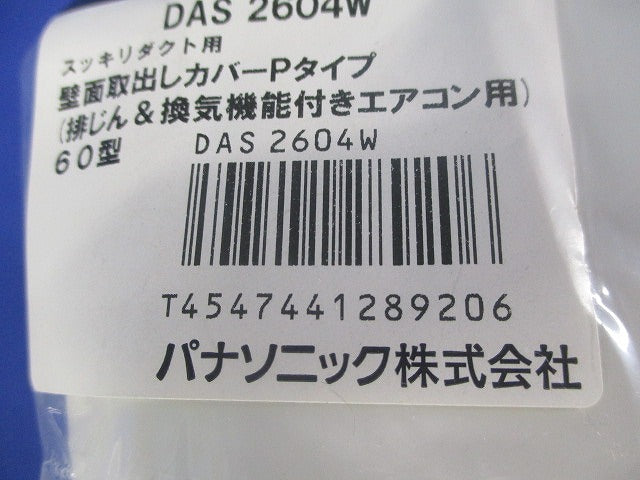 DAS 2604W
スッキリダクト用
壁面取出しカバーPタイプ
(排じん&換気機能付きエアコン用)
60型
DAS 2604W
T4547441289206
パナソニック株式会社